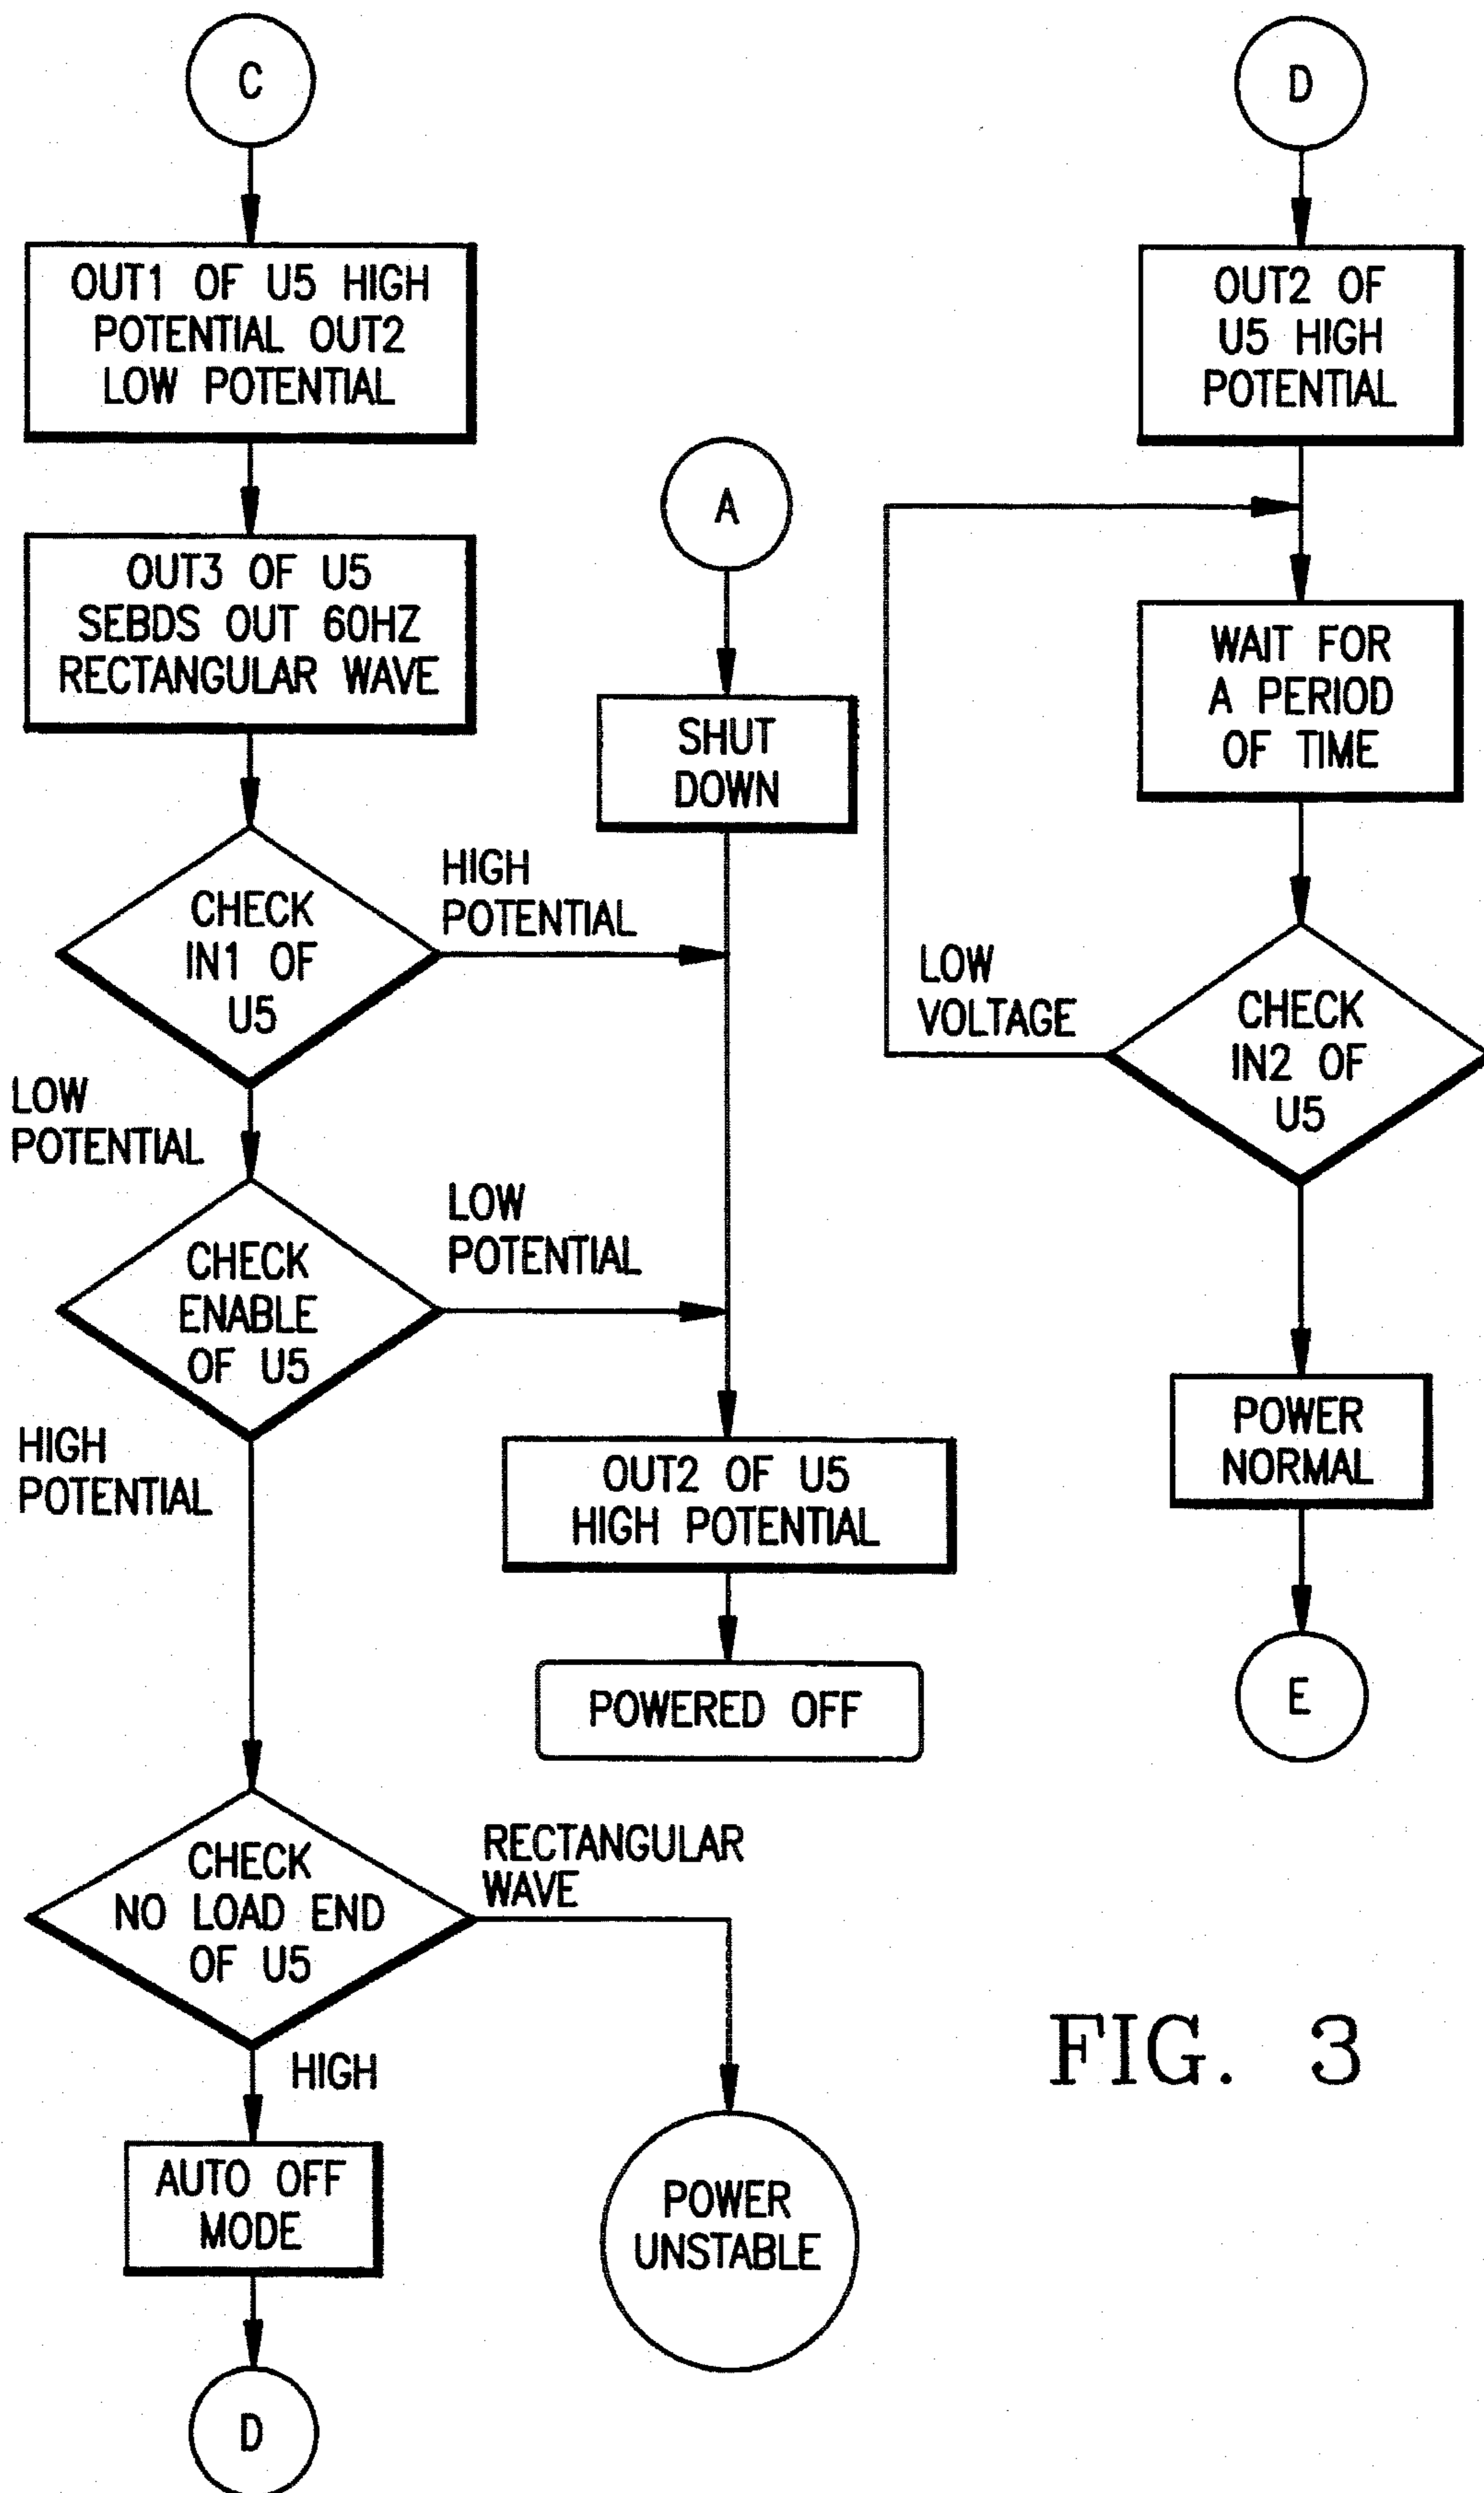 C
OUT1 OF U5 HIGH
POTENTIAL OUT2
LOW POTENTIAL
OUT3 OF U5
SEBDS OUT 60HZ
RECTANGULAR WAVE
CHECK
IN1 OF
U5
HIGH
POTENTIAL
LOW
POTENTIAL
CHECK
ENABLE
OF U5
LOW
POTENTIAL
HIGH
POTENTIAL
CHECK
NO LOAD END
OF U5
RECTANGULAR
WAVE
HIGH
AUTO OFF
MODE
D
A
SHUT
DOWN
OUT2 OF U5
HIGH POTENTIAL
POWERED OFF
POWER
UNSTABLE
D
OUT2 OF
U5 HIGH
POTENTIAL
WAIT FOR
A PERIOD
OF TIME
LOW
VOLTAGE
CHECK
IN2 OF
U5
POWER
NORMAL
E
FIG. 3